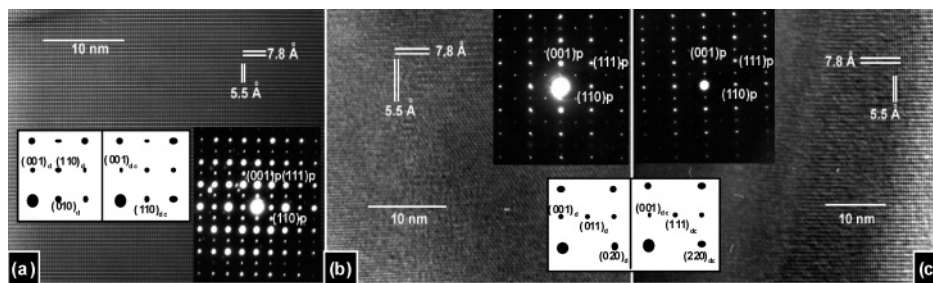 10 nm
7.8 Å
5.5 Å
(001)d (110)d
(001)dc
(010)d
(110)dc
(001)p(111)p
(110)p
(a)
7.8 Å
5.5 Å
(001)p
(111)p
(110)p
10 nm
(001)d
(011)d
(020)d
(b)
(001)p
(111)p
(110)p
7.8 Å
5.5 Å
(001)dc
(111)dc
(220)dc
10 nm
(c)